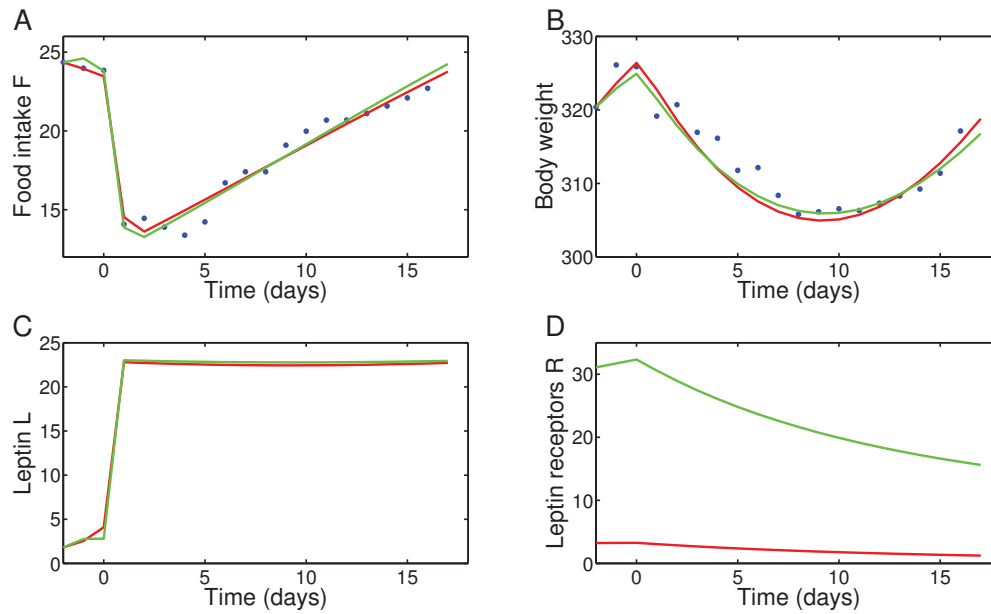 A
Food intake F
25
20
15
0 5 10 15
Time (days)
B
Body weight
330
320
310
300
0 5 10 15
Time (days)
C
Leptin L
25
20
15
10
5
0
0 5 10 15
Time (days)
D
Leptin receptors R
30
20
10
0
0 5 10 15
Time (days)